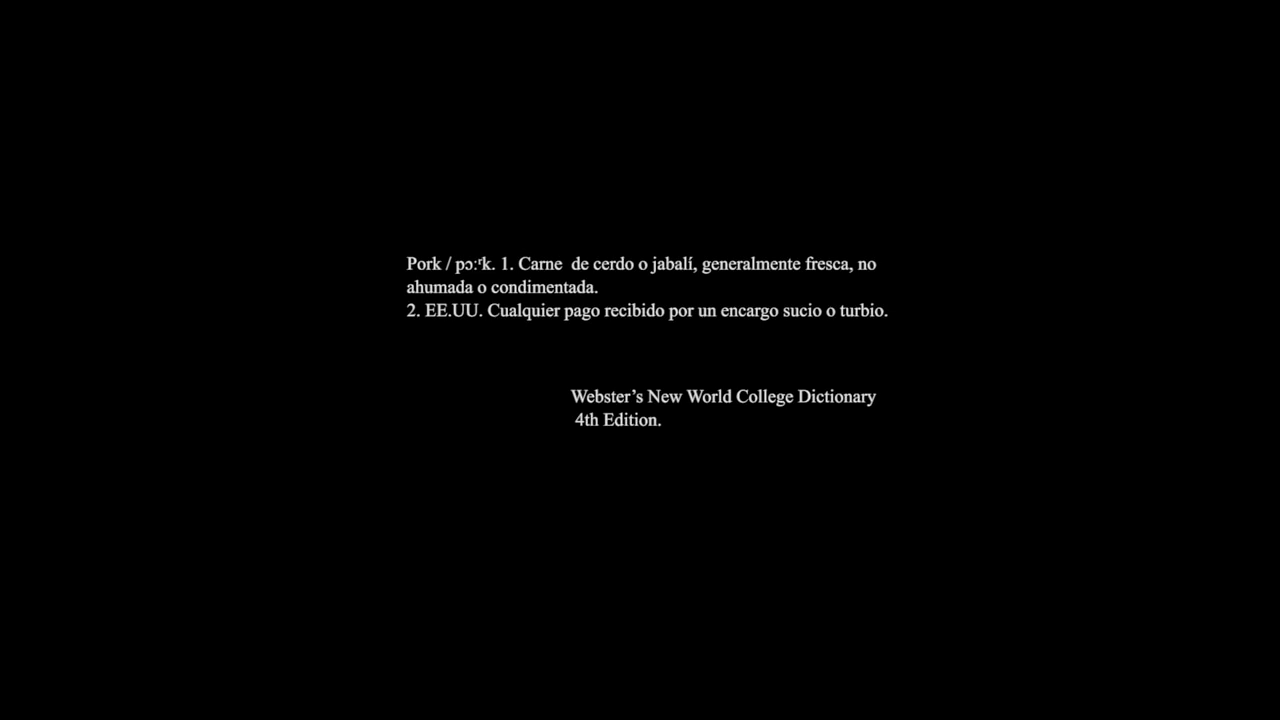 Pork / pɔːʳk. 1. Carne  de cerdo o jabalí, generalmente fresca, no
ahumada o condimentada.
2. EE.UU. Cualquier pago recibido por un encargo sucio o turbio.
Webster’s New World College Dictionary
4th Edition.